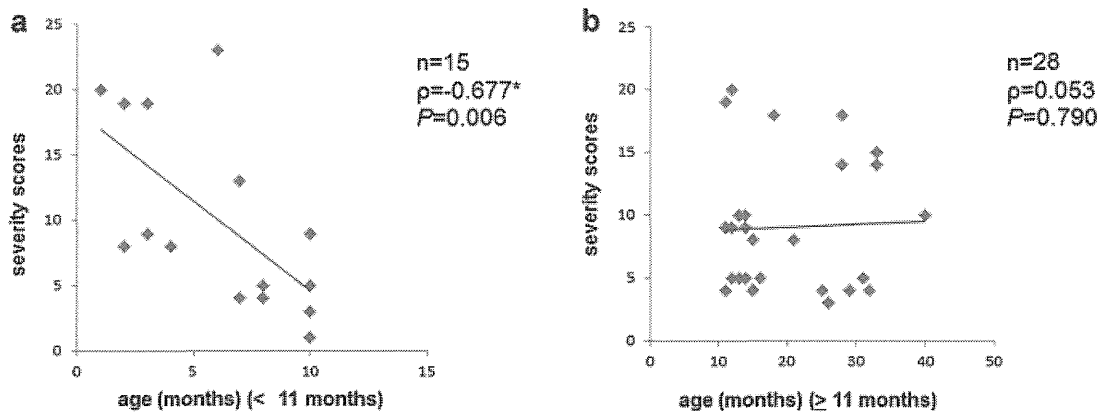 a
25
20
15
10
5
0
severity scores
0 5 10 15
age (months) (< 11 months)
n=15
ρ=-0.677*
P=0.006
b
25
20
15
10
5
0
severity scores
0 10 20 30 40 50
age (months) (≥ 11 months)
n=28
ρ=0.053
P=0.790